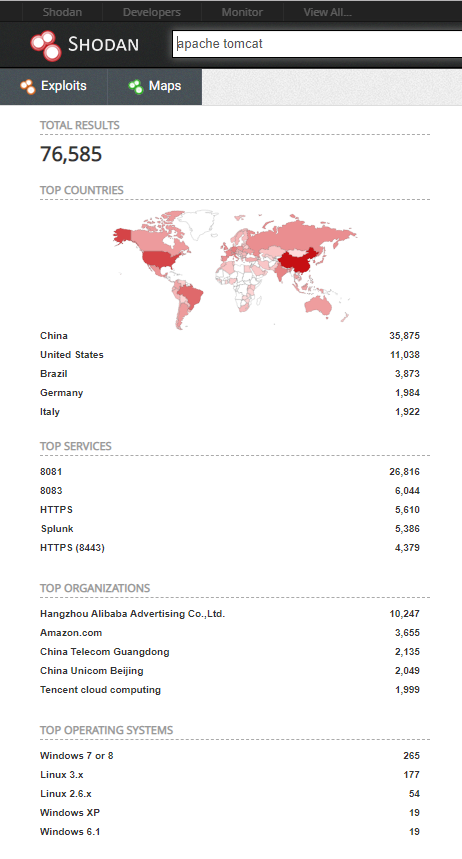 Shodan Developers Monitor View All...
SHODAN apache tomcat
Exploits Maps
TOTAL RESULTS
76,585
TOP COUNTRIES
China 35,875
United States 11,038
Brazil 3,873
Germany 1,984
Italy 1,922
TOP SERVICES
8081 26,816
8083 6,044
HTTPS 5,610
Splunk 5,386
HTTPS (8443) 4,379
TOP ORGANIZATIONS
Hangzhou Alibaba Advertising Co.,Ltd. 10,247
Amazon.com 3,655
China Telecom Guangdong 2,135
China Unicom Beijing 2,049
Tencent cloud computing 1,999
TOP OPERATING SYSTEMS
Windows 7 or 8 265
Linux 3.x 177
Linux 2.6.x 54
Windows XP 19
Windows 6.1 19